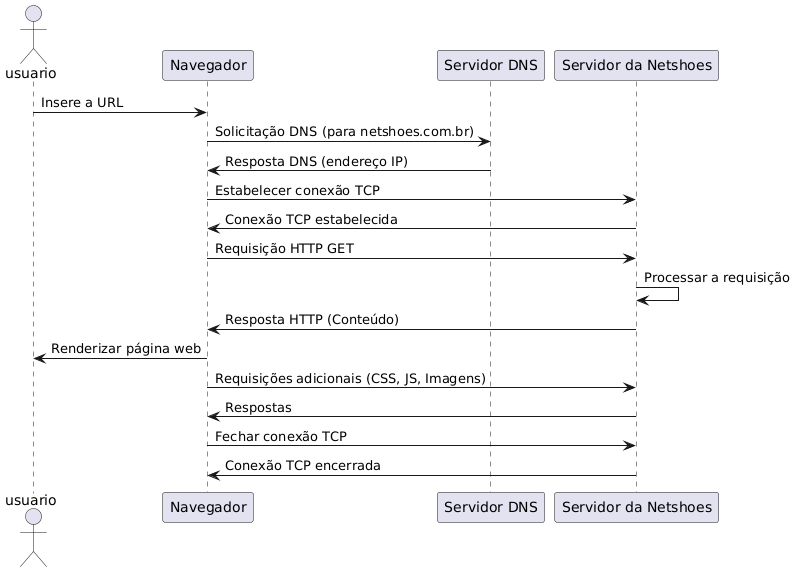 usuario
Navegador
Servidor DNS
Servidor da Netshoes
Insere a URL
Solicitação DNS (para netshoes.com.br)
Resposta DNS (endereço IP)
Estabelecer conexão TCP
Conexão TCP estabelecida
Requisição HTTP GET
Processar a requisição
Resposta HTTP (Conteúdo)
Renderizar página web
Requisições adicionais (CSS, JS, Imagens)
Respostas
Fechar conexão TCP
Conexão TCP encerrada
usuario
Navegador
Servidor DNS
Servidor da Netshoes